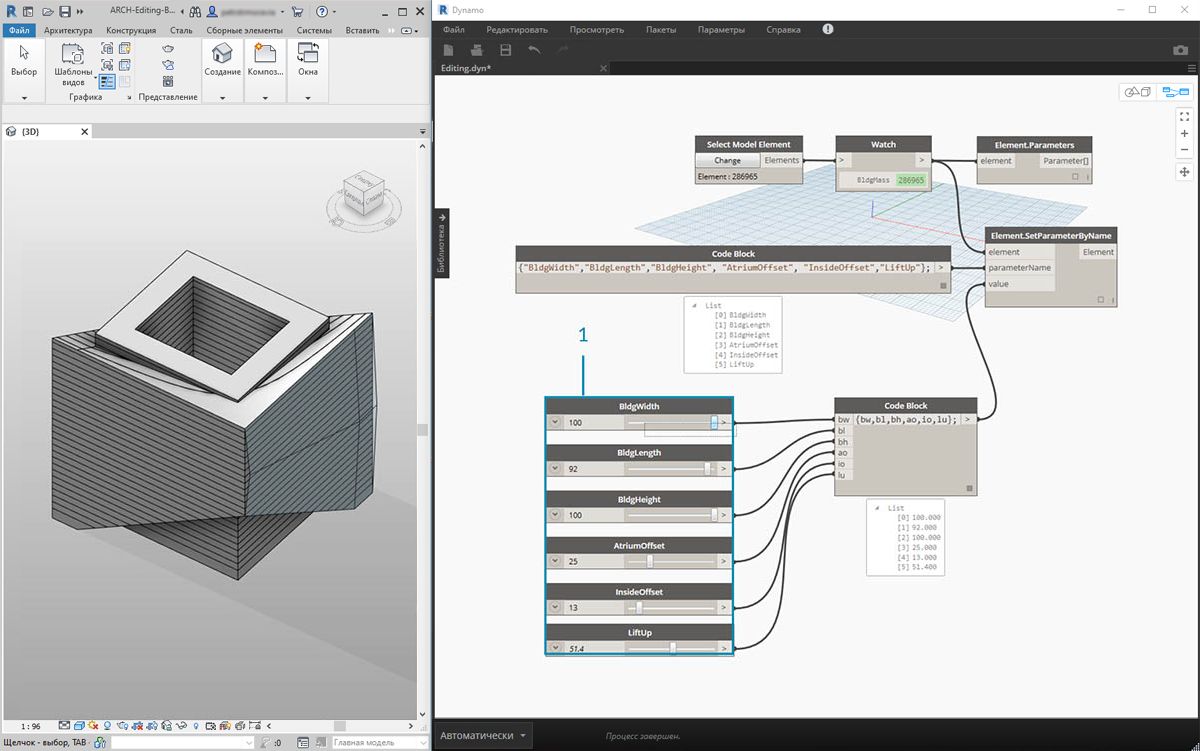 ARCH-Editing-B...
Файл
Архитектура
Конструкция
Сталь
Сборные элементы
Системы
Вставить
Выбор
Шаблоны видов
Создание
Композ...
Окна
Графика
Представление
{3D}
1 : 96
Щелчок - выбор, TAB
:0
Главная модель
Dynamo
Файл
Редактировать
Просмотреть
Пакеты
Параметры
Справка
Editing.dyn*
Библиотека
Select Model Element
Change
Elements
Element : 286965
Watch
>
>
BldgMass 286965
Element.Parameters
element
Parameter[]
Element.SetParameterByName
element
Element
parameterName
value
Code Block
{"BldgWidth","BldgLength","BldgHeight", "AtriumOffset", "InsideOffset","LiftUp"}; >
List
[0] BldgWidth
[1] BldgLength
[2] BldgHeight
[3] AtriumOffset
[4] InsideOffset
[5] LiftUp
1
BldgWidth
100 >
BldgLength
92 >
BldgHeight
100 >
AtriumOffset
25 >
InsideOffset
13 >
LiftUp
51.4 >
Code Block
bw {bw,bl,bh,ao,io,lu}; >
bl
bh
ao
io
lu
List
[0] 100.000
[1] 92.000
[2] 100.000
[3] 25.000
[4] 13.000
[5] 51.400
Автоматически
Процесс завершен.